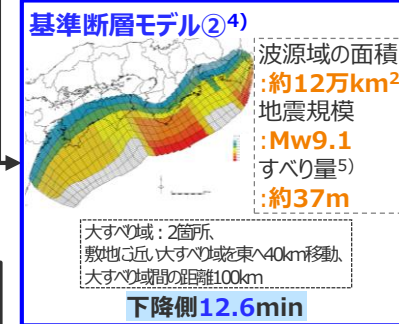 基準断層モデル②4)
波源域の面積
:約12万km2
地震規模
:Mw9.1
すべり量5)
:約37m
大すべり域：2箇所、
敷地に近い大すべり域を東へ40km移動、
大すべり域間の距離100km
下降側12.6min